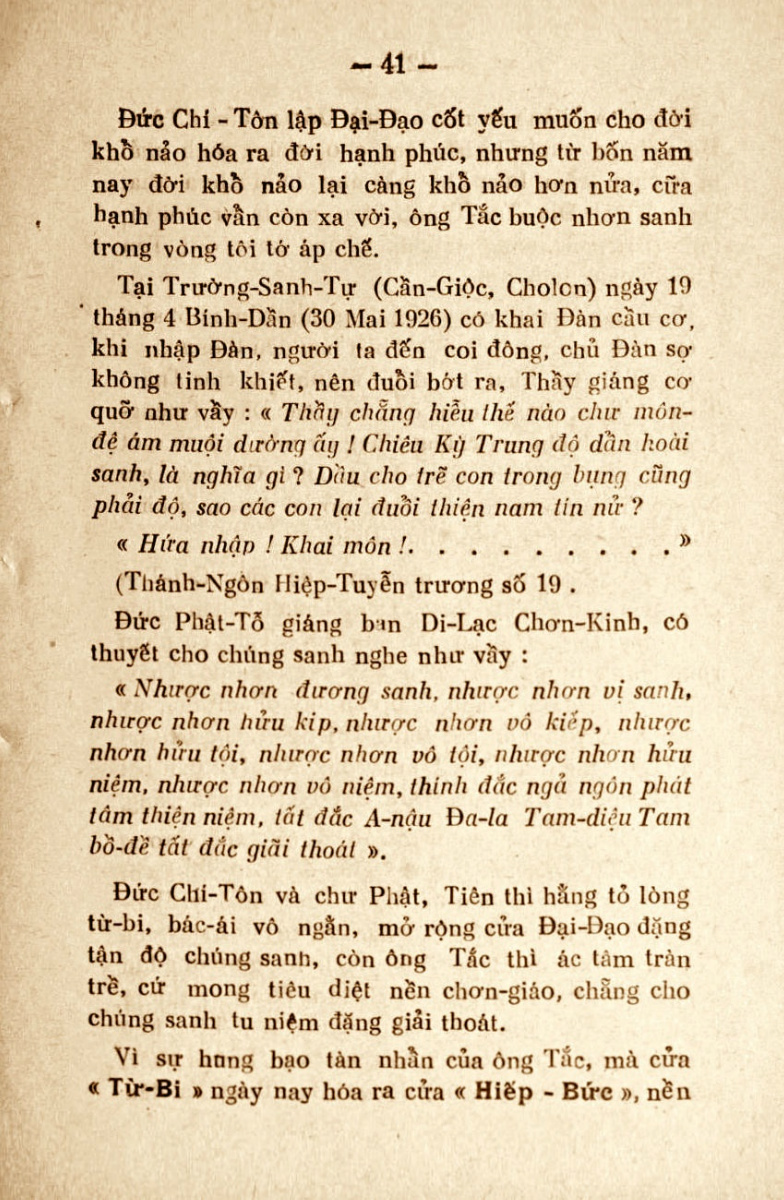 — 41 —
Đức Chí - Tôn lập Đại-Đạo cốt yếu muốn cho đời
khổ nảo hóa ra đời hạnh phúc, nhưng từ bốn năm
nay đời khổ nảo lại càng khổ nảo hơn nửa, cữa
hạnh phúc vẩn còn xa vời, ông Tắc buộc nhơn sanh
trong vòng tôi tớ áp chế.
Tại Trường-Sanh-Tự (Cần-Giộc, Cholon) ngày 19
tháng 4 Bính-Dần (30 Mai 1926) có khai Đàn cầu cơ,
khi nhập Đàn, người ta đến coi đông, chủ Đàn sợ
không tinh khiết, nên đuổi bớt ra, Thầy giáng cơ
quỡ như vầy : « Thầy chẳng hiểu thế nào chư môn-
đệ ám muội dường ấy ! Chiêu Kỳ Trung độ dẩn hoài
sanh, là nghĩa gì ? Dầu cho trẽ con trong bụng cũng
phải độ, sao các con lại đuổi thiện nam tín nử ?
« Hứa nhập ! Khai môn !. . . . . . . . . »
(Thánh-Ngôn Hiệp-Tuyễn trương số 19 .
Đức Phật-Tổ giáng ban Di-Lạc Chơn-Kinh, có
thuyết cho chúng sanh nghe như vầy :
« Nhược nhơn đương sanh, nhược nhơn vị sanh,
nhược nhơn hửu kip, nhược nhơn vô kiếp, nhược
nhơn hửu tội, nhược nhơn vô tội, nhược nhơn hửu
niệm, nhược nhơn vô niệm, thính đắc ngả ngôn phát
tâm thiện niệm, tất đắc A-nậu Đa-la Tam-diệu Tam
bồ-đề tất đắc giãi thoát ».
Đức Chí-Tôn và chư Phật, Tiên thì hằng tỏ lòng
từ-bi, bác-ái vô ngằn, mở rộng cửa Đại-Đạo đặng
tận độ chúng sanh, còn ông Tắc thì ác tâm tràn
trề, cứ mong tiêu diệt nền chơn-giáo, chẵng cho
chúng sanh tu niệm đặng giải thoát.
Vì sự hung bạo tàn nhẩn của ông Tắc, mà cửa
« Từ-Bi » ngày nay hóa ra cửa « Hiếp - Bức », nền